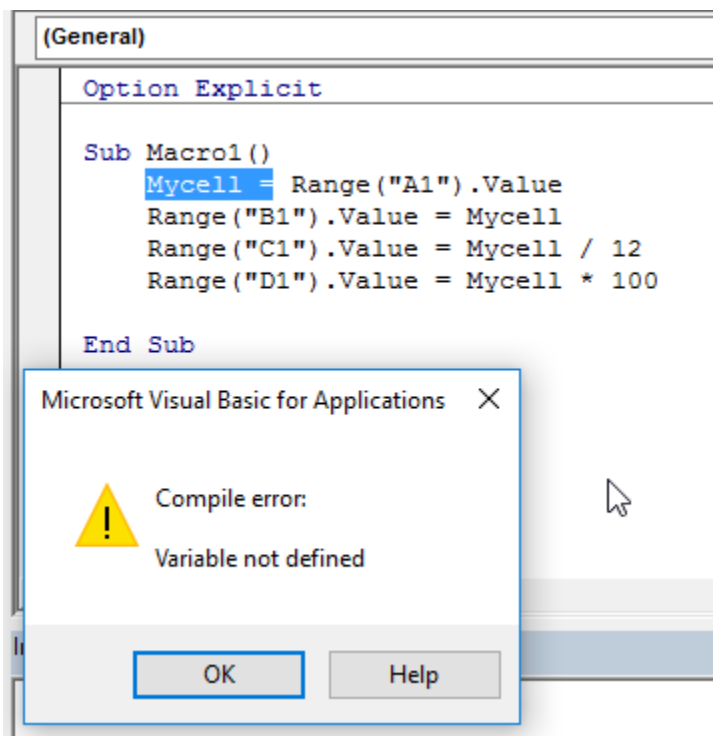 (General)
Option Explicit
Sub Macro1()
Mycell = Range("A1").Value
Range("B1").Value = Mycell
Range("C1").Value = Mycell / 12
Range("D1").Value = Mycell * 100
End Sub
Microsoft Visual Basic for Applications
Compile error:
Variable not defined
OK Help